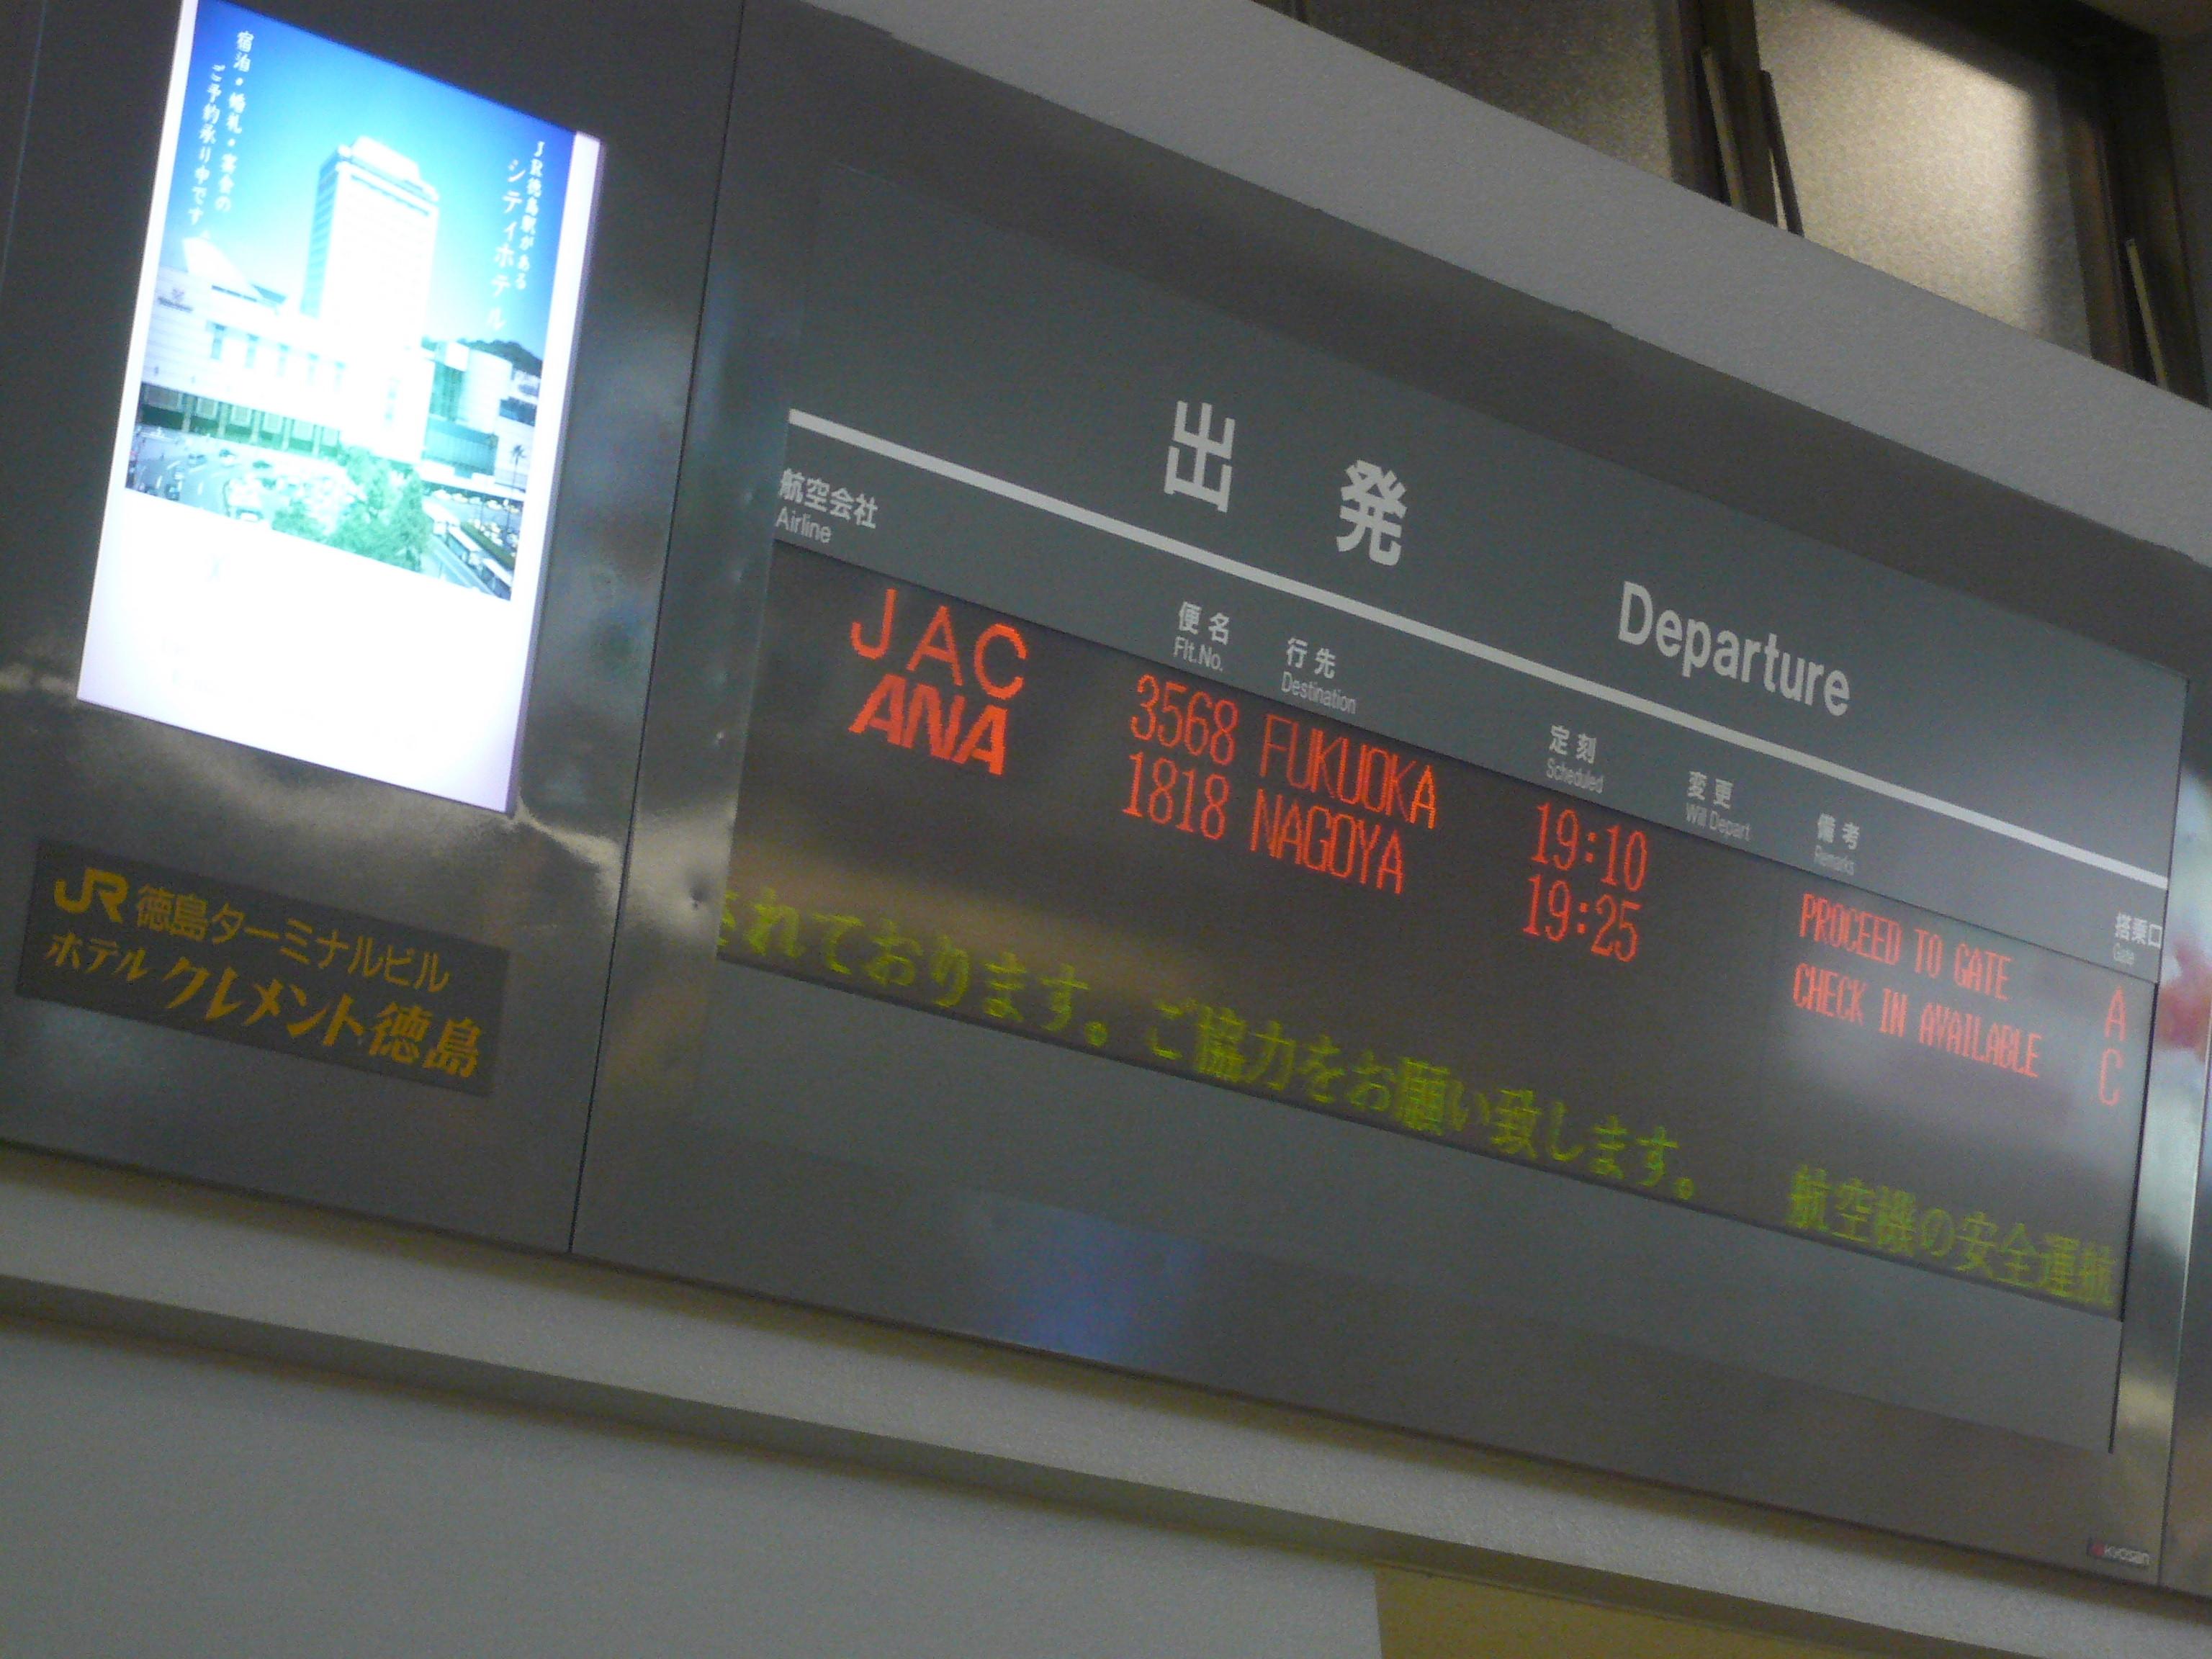 JR徳島駅がある
シティホテル
宿泊・婚礼・宴会の
ご予約承り中です。
JR徳島ターミナルビル
ホテルクレメント徳島
出発 Departure
航空会社 便名 行先 定刻 変更 備考 搭乗口
Airline Flt.No. Destination Scheduled Will Depart Remarks Gate
JAC 3568 FUKUOKA 19:10 PROCEED TO GATE A
ANA 1818 NAGOYA 19:25 CHECK IN AVAILABLE C
されております。ご協力をお願い致します。 航空機の安全運航
KYOSAN